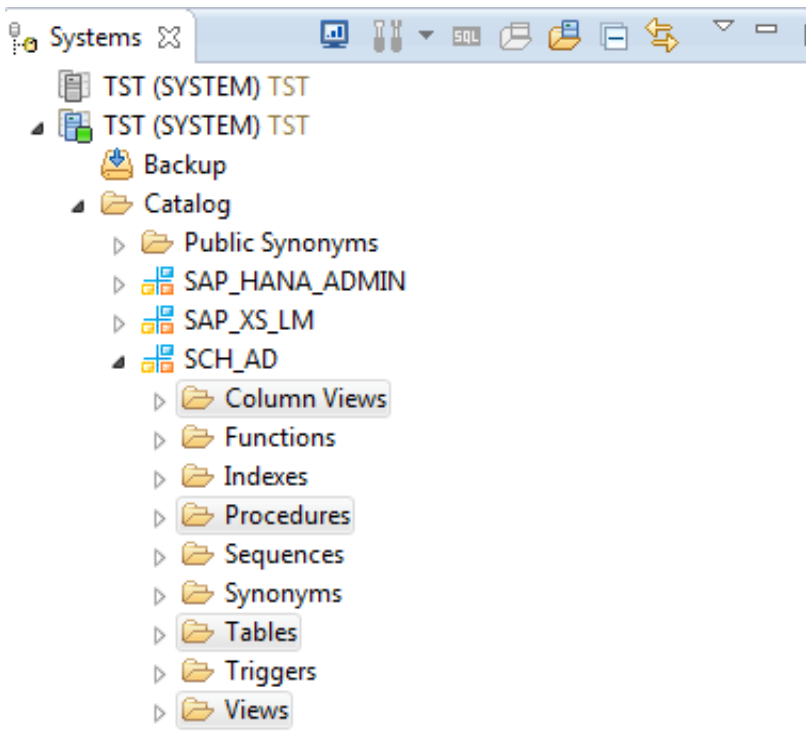 Systems
SQL
TST (SYSTEM) TST
TST (SYSTEM) TST
Backup
Catalog
Public Synonyms
SAP_HANA_ADMIN
SAP_XS_LM
SCH_AD
Column Views
Functions
Indexes
Procedures
Sequences
Synonyms
Tables
Triggers
Views